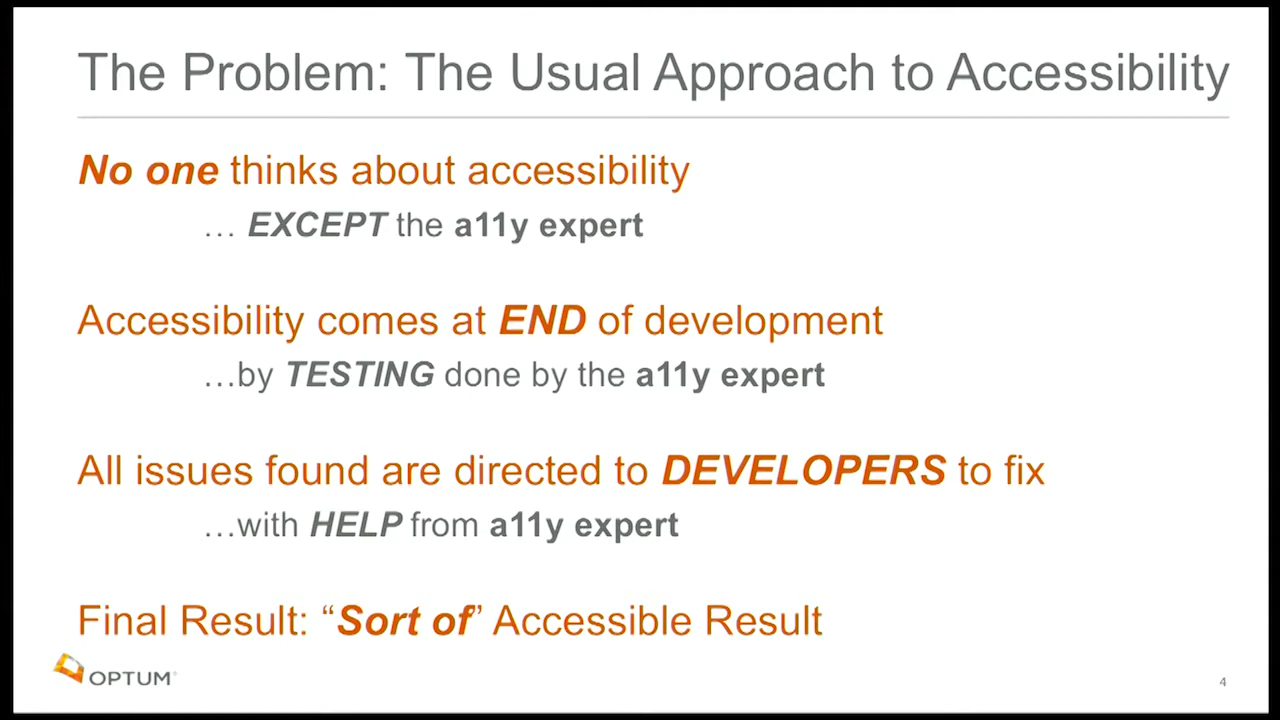 The Problem: The Usual Approach to Accessibility
No one thinks about accessibility
… EXCEPT the a11y expert
Accessibility comes at END of development
…by TESTING done by the a11y expert
All issues found are directed to DEVELOPERS to fix
…with HELP from a11y expert
Final Result: “Sort of” Accessible Result
OPTUM®
4